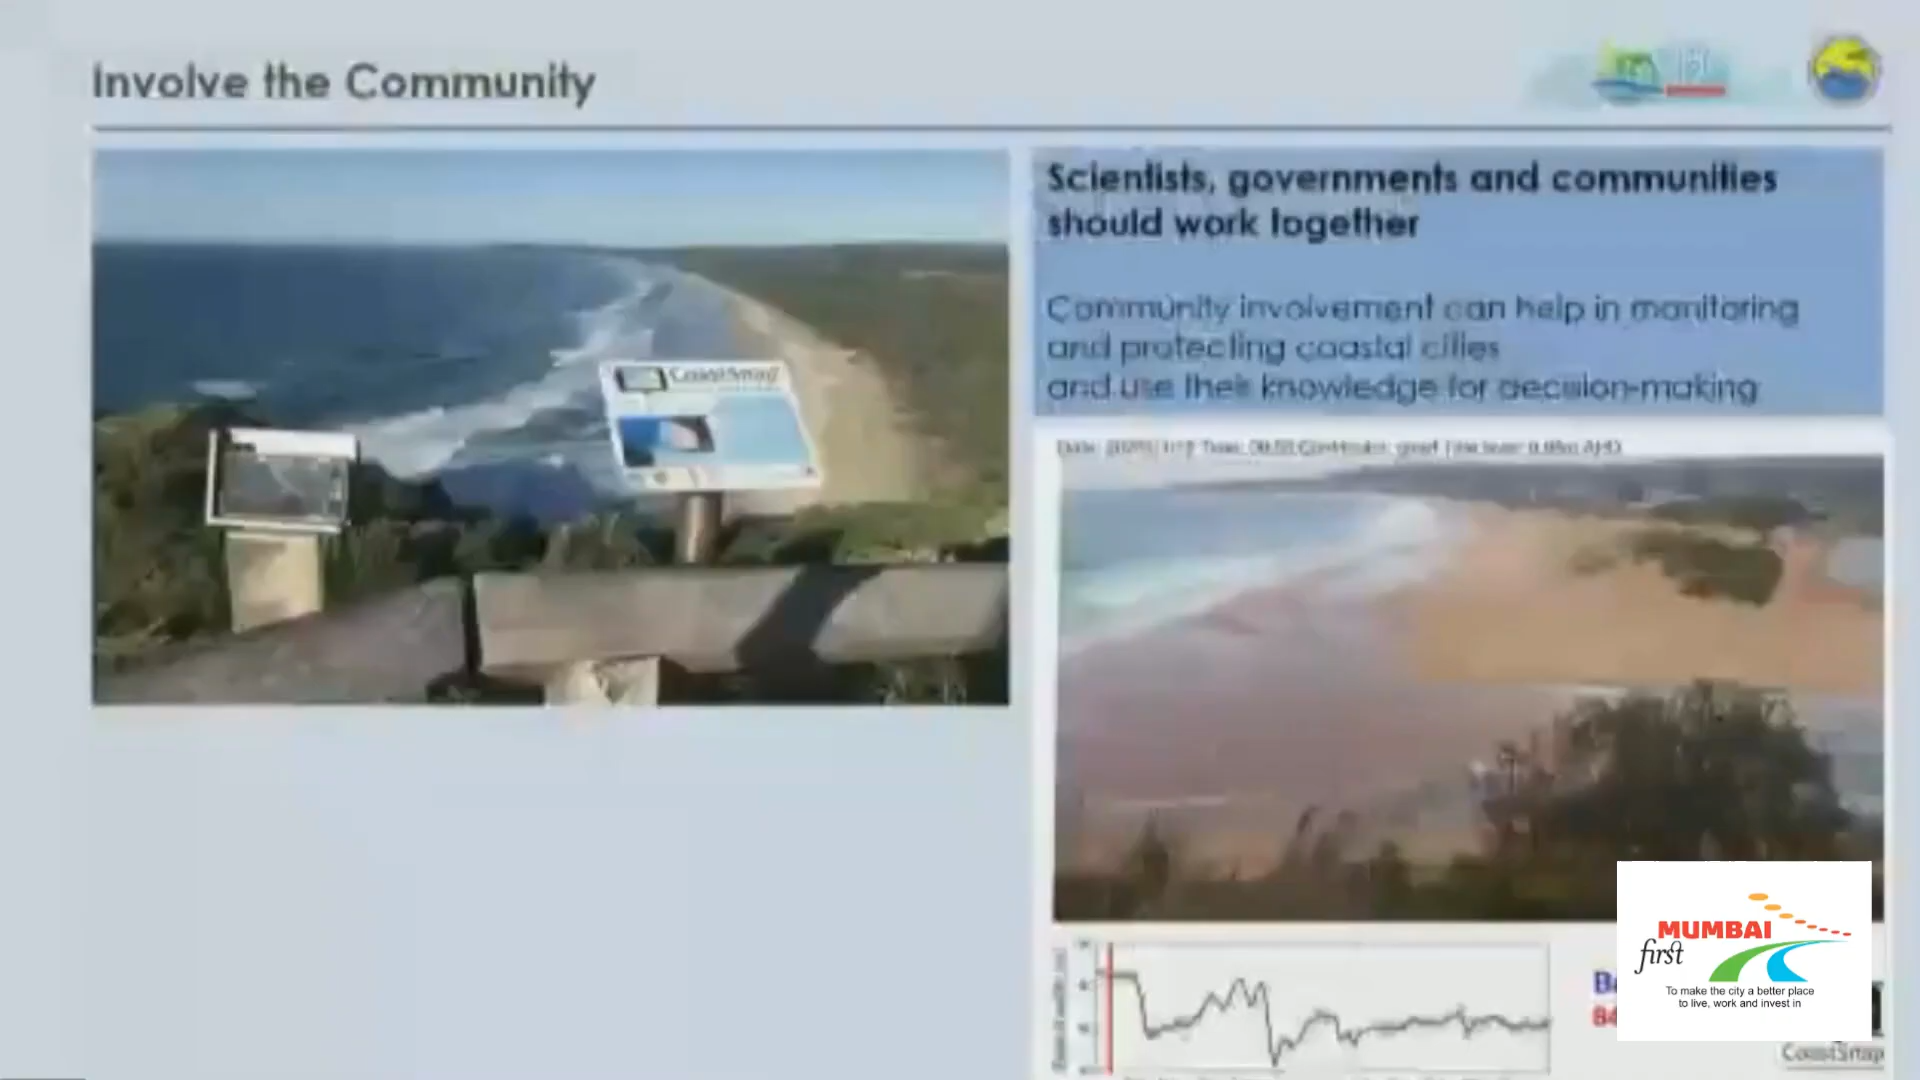 Involve the Community
Scientists, governments and communities
should work together
Community involvement can help in monitoring
and protecting coastal cities
and use their knowledge for decision-making
CoastSnap
MUMBAI
first
To make the city a better place
to live, work and invest in
CoastSnap